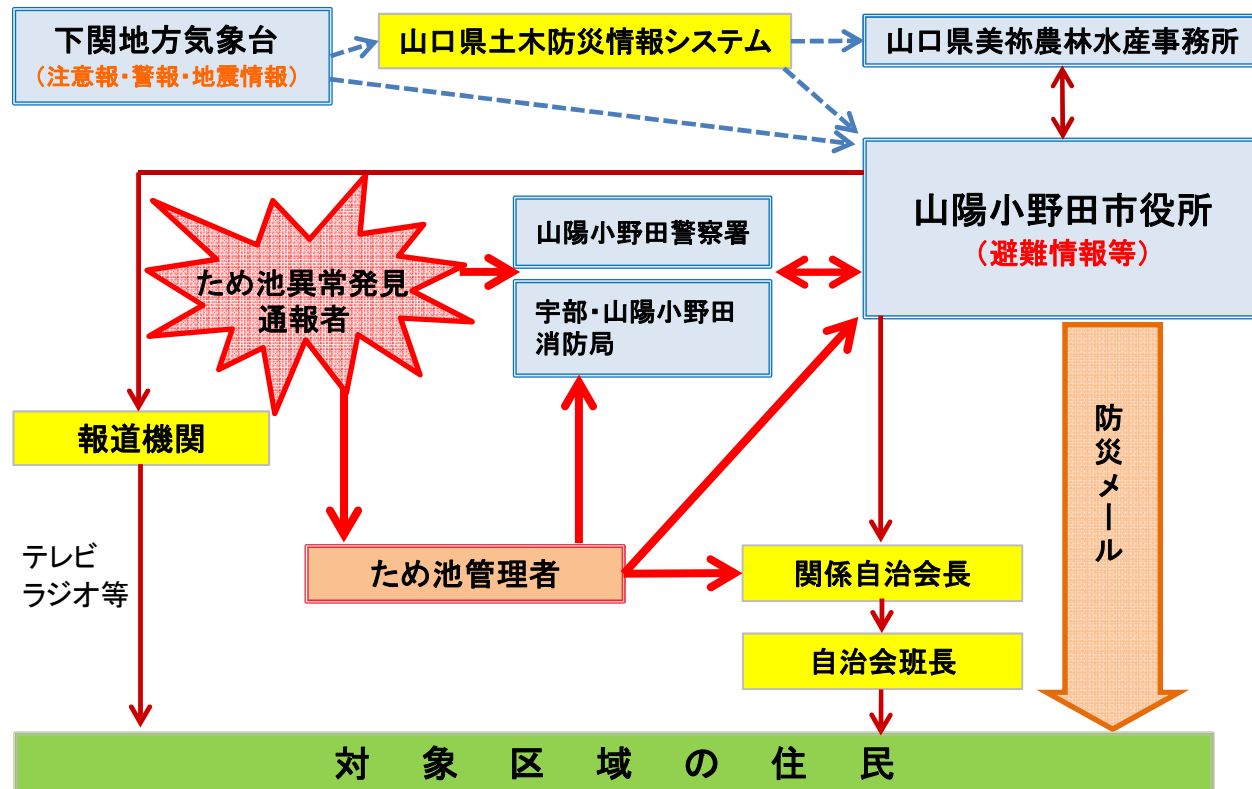 下関地方気象台
（注意報・警報・地震情報）
山口県土木防災情報システム
山口県美祢農林水産事務所
山陽小野田市役所
（避難情報等）
山陽小野田警察署
宇部・山陽小野田
消防局
ため池異常発見
通報者
報道機関
防災メール
テレビ
ラジオ等
ため池管理者
関係自治会長
自治会班長
対象区域の住民